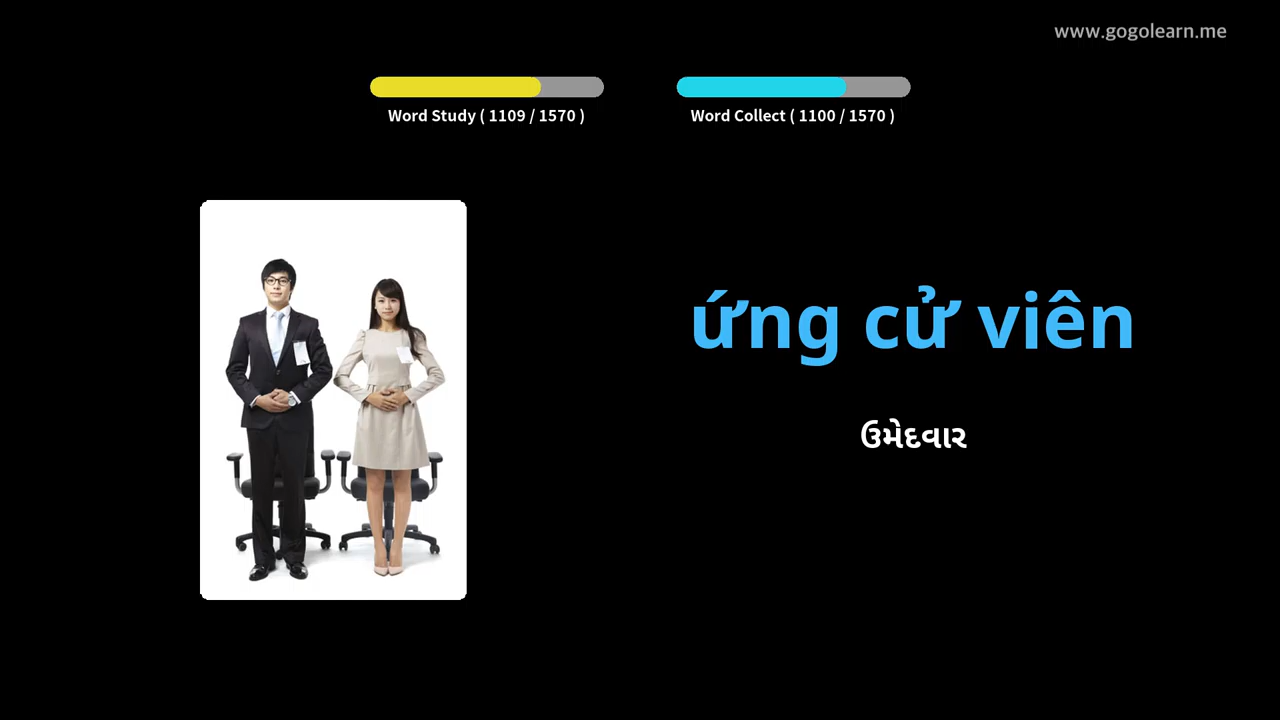 www.gogolearn.me
Word Study ( 1109 / 1570 )
Word Collect ( 1100 / 1570 )
ứng cử viên
ઉમેદવાર